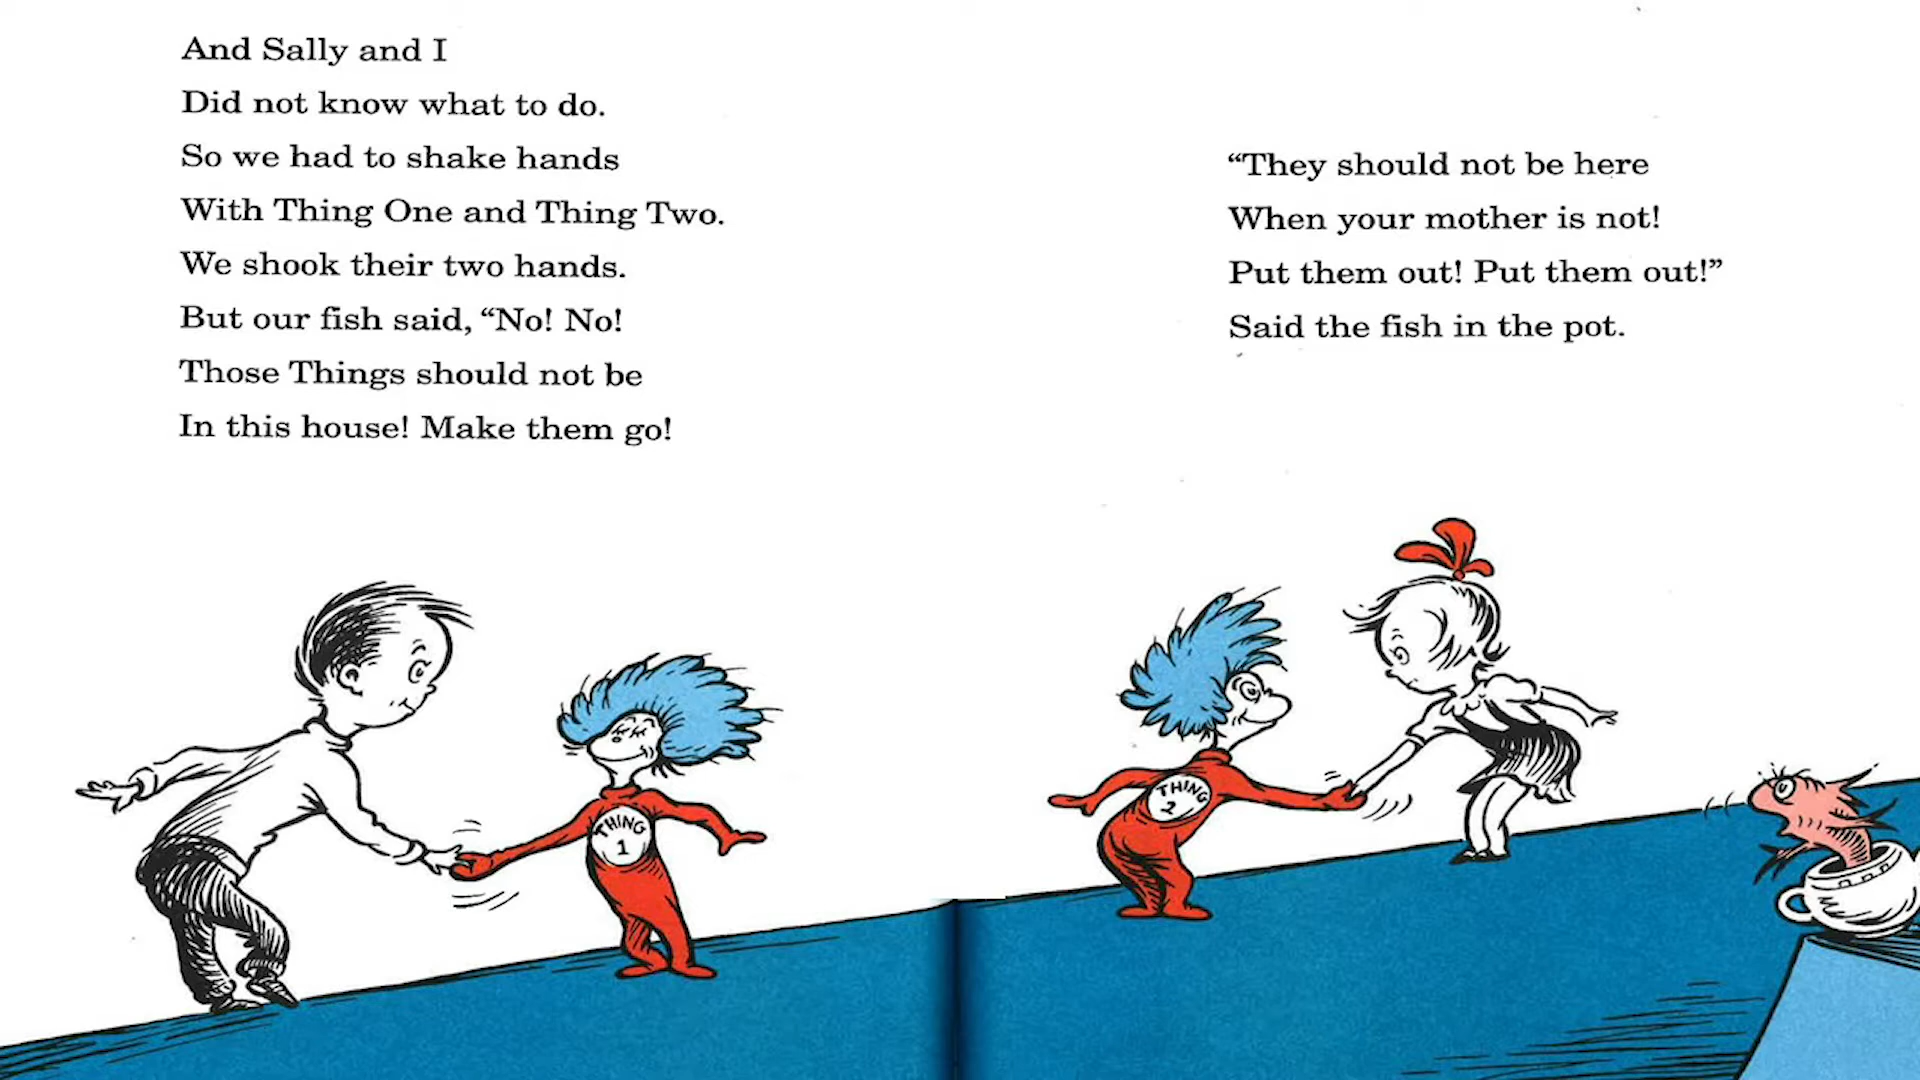 And Sally and I
Did not know what to do.
So we had to shake hands
With Thing One and Thing Two.
We shook their two hands.
But our fish said, “No! No!
Those Things should not be
In this house! Make them go!
“They should not be here
When your mother is not!
Put them out! Put them out!”
Said the fish in the pot.
THING
1
THING
2